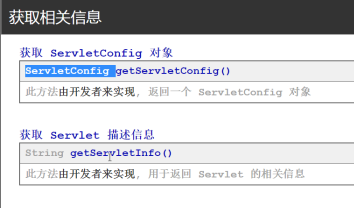 获取相关信息
获取 ServletConfig 对象
ServletConfig getServletConfig()
此方法由开发者来实现, 返回一个 ServletConfig 对象
获取 Servlet 描述信息
String getServletInfo()
此方法由开发者来实现, 用于返回 Servlet 的相关信息